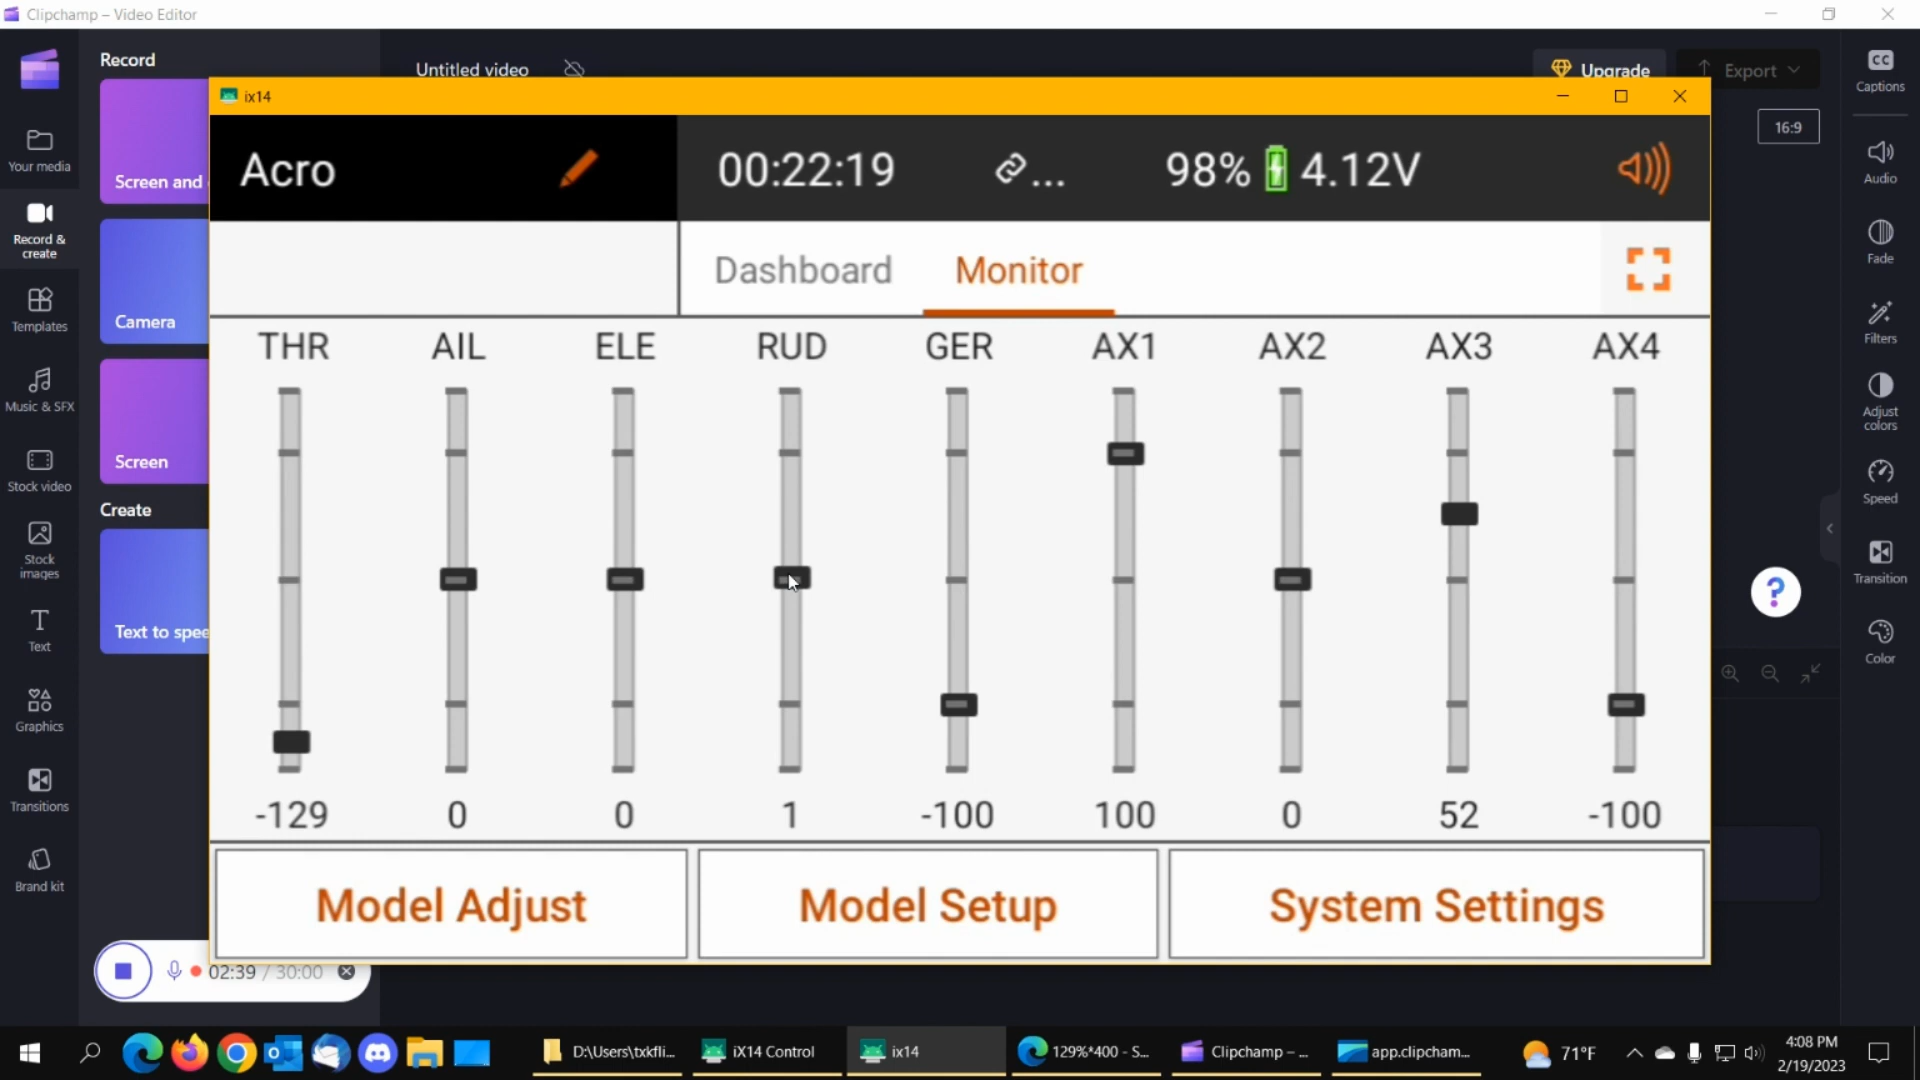 Clipchamp – Video Editor
Record
Untitled video
Upgrade
Export
CC
Captions
ix14
16:9
Your media
Screen and
Acro
00:22:19
...
98%
4.12V
Audio
Record &
create
Dashboard
Monitor
Fade
Camera
Templates
THR
AIL
ELE
RUD
GER
AX1
AX2
AX3
AX4
Filters
Music & SFX
Adjust
colors
Screen
Stock video
Speed
Create
Stock
images
?
Transition
Text to spee
Text
Color
Graphics
Transitions
-129
0
0
1
-100
100
0
52
-100
Brand kit
Model Adjust
Model Setup
System Settings
02:39 / 30:00
D:\Users\txkfli...
iX14 Control
ix14
129%*400 - S...
Clipchamp – ...
app.clipcham...
71°F
4:08 PM
2/19/2023